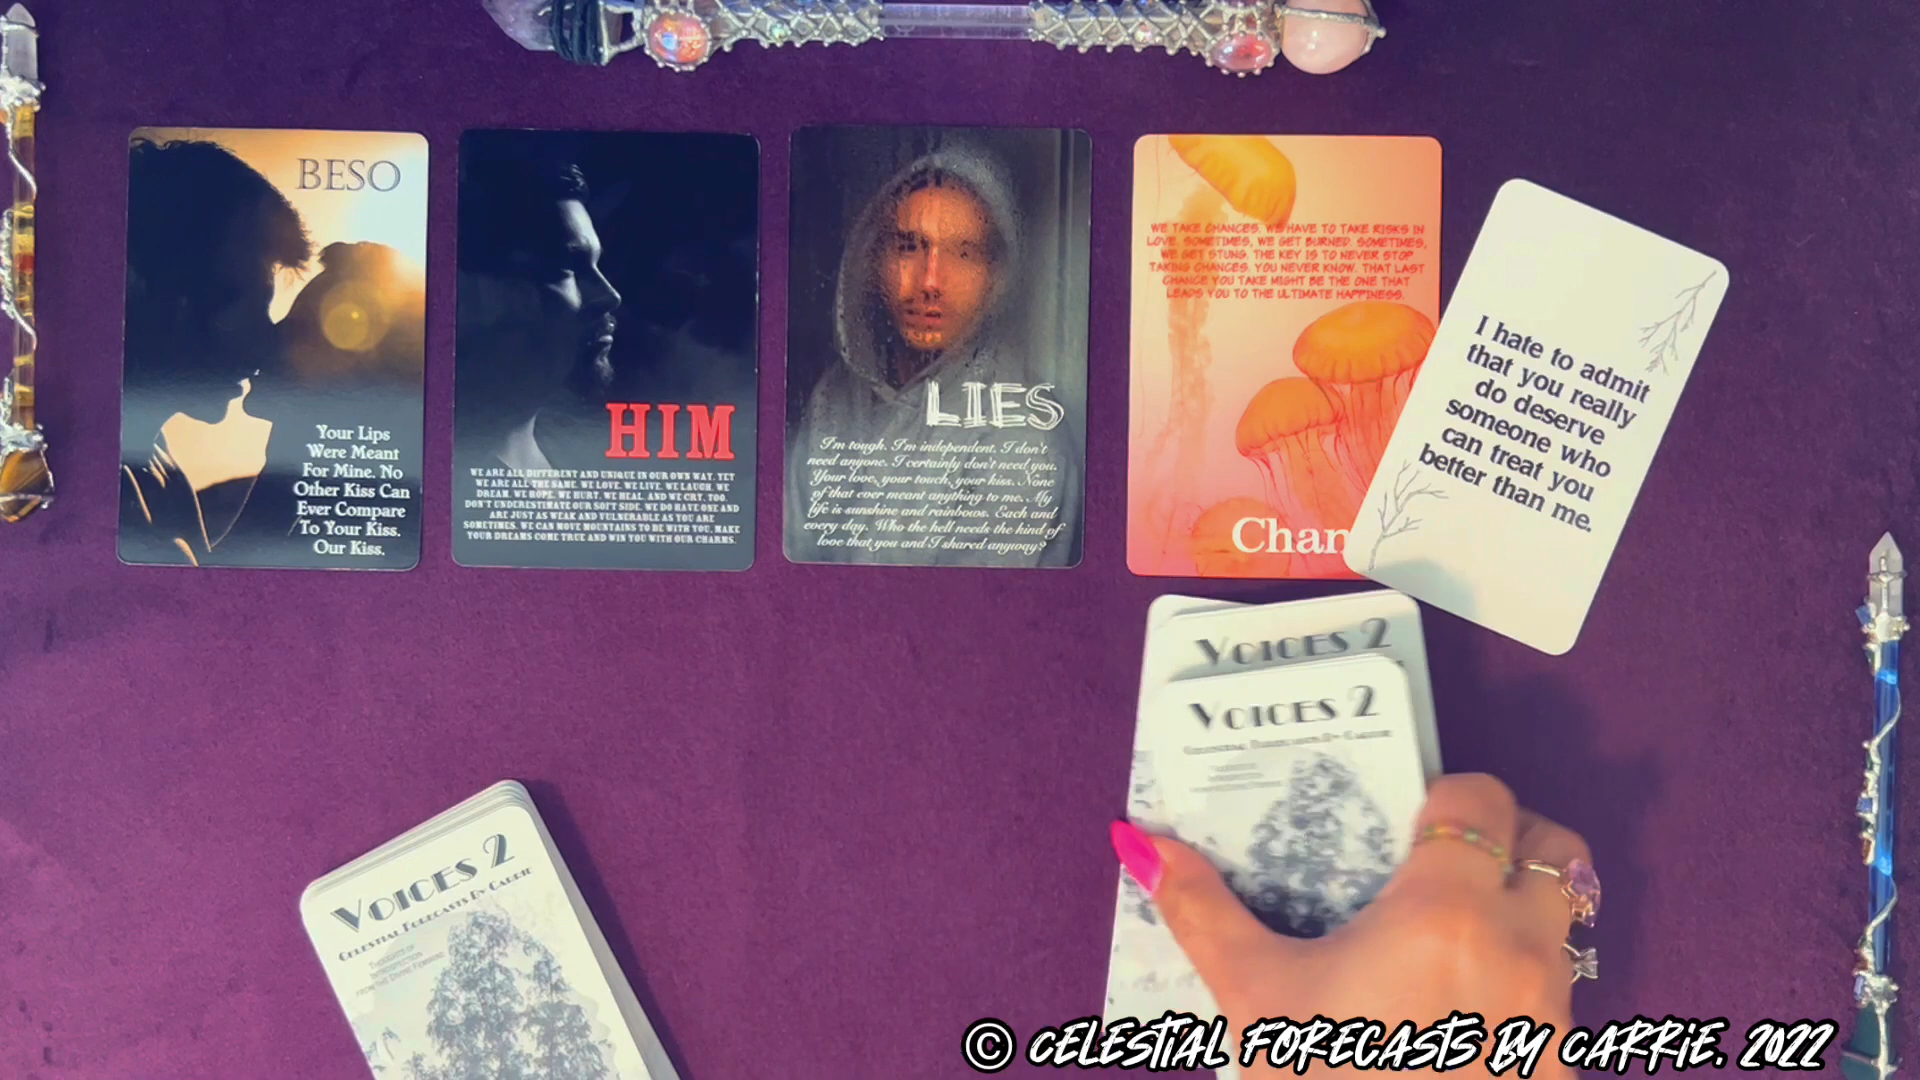 BESO
Your Lips
Were Meant
For Mine. No
Other Kiss Can
Ever Compare
To Your Kiss.
Our Kiss.
HIM
WE ARE ALL DIFFERENT AND UNIQUE IN OUR OWN WAY. YET
WE ARE ALL THE SAME. WE LOVE. WE LIVE. WE LAUGH. WE
DREAM. WE HOPE. WE HURT. WE HEAL. AND WE CRY, TOO.
DON'T UNDERESTIMATE OUR SOFT SIDE. WE DO HAVE ONE AND
ARE JUST AS WEAK AND VULNERABLE AS YOU ARE
SOMETIMES. WE CAN MOVE MOUNTAINS TO BE WITH YOU, MAKE
YOUR DREAMS COME TRUE AND WIN YOU WITH OUR CHARMS.
LIES
I'm tough. I'm independent. I don't
need anyone. I certainly don't need you.
Your love, your touch, your kiss. None
of that ever meant anything to me. My
life is sunshine and rainbows. Each and
every day. Who the hell needs the kind of
love that you and I shared anyway?
WE TAKE CHANCES. WE HAVE TO TAKE RISKS IN
LOVE. SOMETIMES, WE GET BURNED. SOMETIMES,
WE GET STUNG. THE KEY IS TO NEVER STOP
TAKING CHANCES. YOU NEVER KNOW. THAT LAST
CHANCE YOU TAKE MIGHT BE THE ONE THAT
LEADS YOU TO THE ULTIMATE HAPPINESS.
Chan
I hate to admit
that you really
do deserve
someone who
can treat you
better than me.
VOICES 2
VOICES 2
CELESTIAL FORECASTS BY CARRIE
VOICES 2
CELESTIAL FORECASTS BY CARRIE
THOUGHTS OF
INTROSPECTION
FROM THE DIVINE FEMININE
© CELESTIAL FORECASTS BY CARRIE. 2022